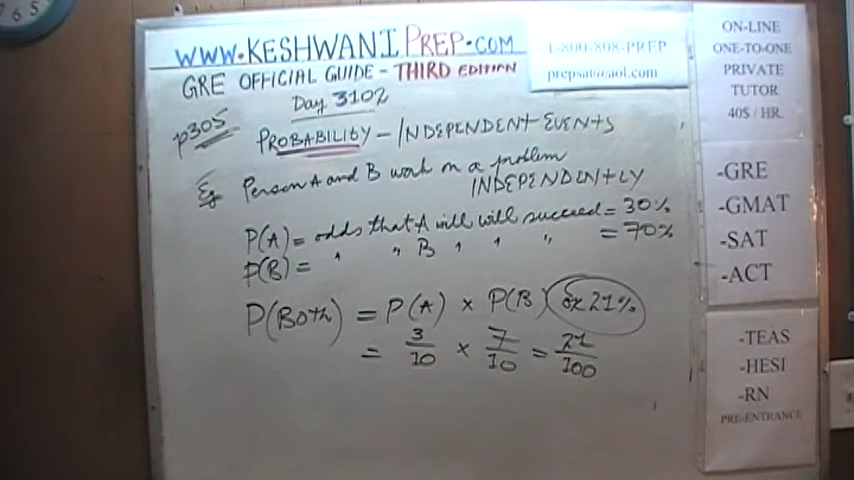 7 6 5
WWW.KESHWANIPREP.COM
1-800-808-PREP
prepsat@aol.com
GRE OFFICIAL GUIDE - THIRD EDITION
Day 3102
p305
PROBABILITY - INDEPENDENT EVENTS
Eg Person A and B work on a problem
INDEPENDENTLY
P(A) = odds that A will will succeed = 30%
P(B) = " " B " " " = 70%
P(Both) = P(A) × P(B) or 21%
= 3/10 × 7/10 = 21/100
ON-LINE
ONE-TO-ONE
PRIVATE
TUTOR
40$ / HR.
-GRE
-GMAT
-SAT
-ACT
-TEAS
-HESI
-RN
PRE-ENTRANCE